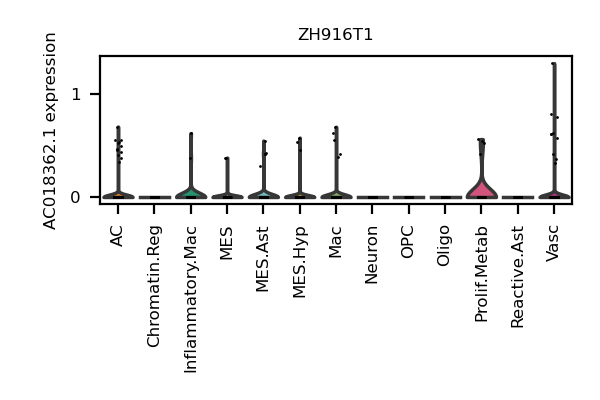 ZH916T1
AC018362.1 expression
1
0
AC
Chromatin.Reg
Inflammatory.Mac
MES
MES.Ast
MES.Hyp
Mac
Neuron
OPC
Oligo
Prolif.Metab
Reactive.Ast
Vasc